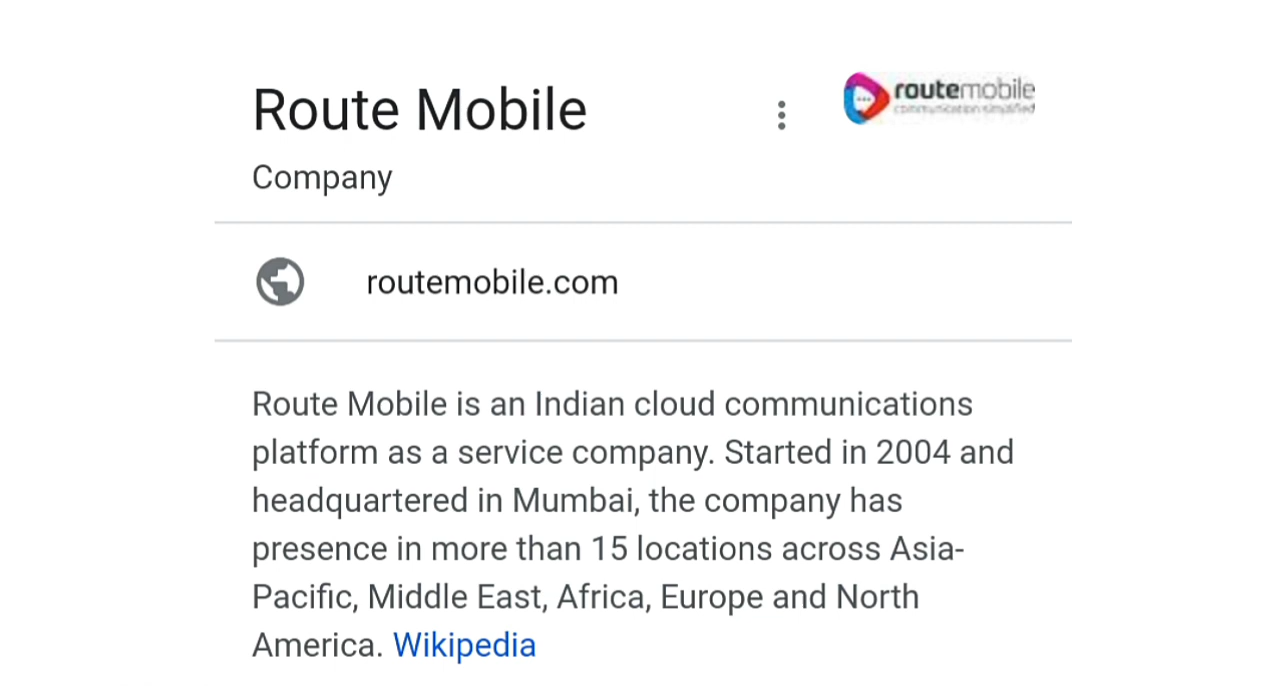 Route Mobile
routemobile
communication simplified
Company
routemobile.com
Route Mobile is an Indian cloud communications
platform as a service company. Started in 2004 and
headquartered in Mumbai, the company has
presence in more than 15 locations across Asia-
Pacific, Middle East, Africa, Europe and North
America. Wikipedia